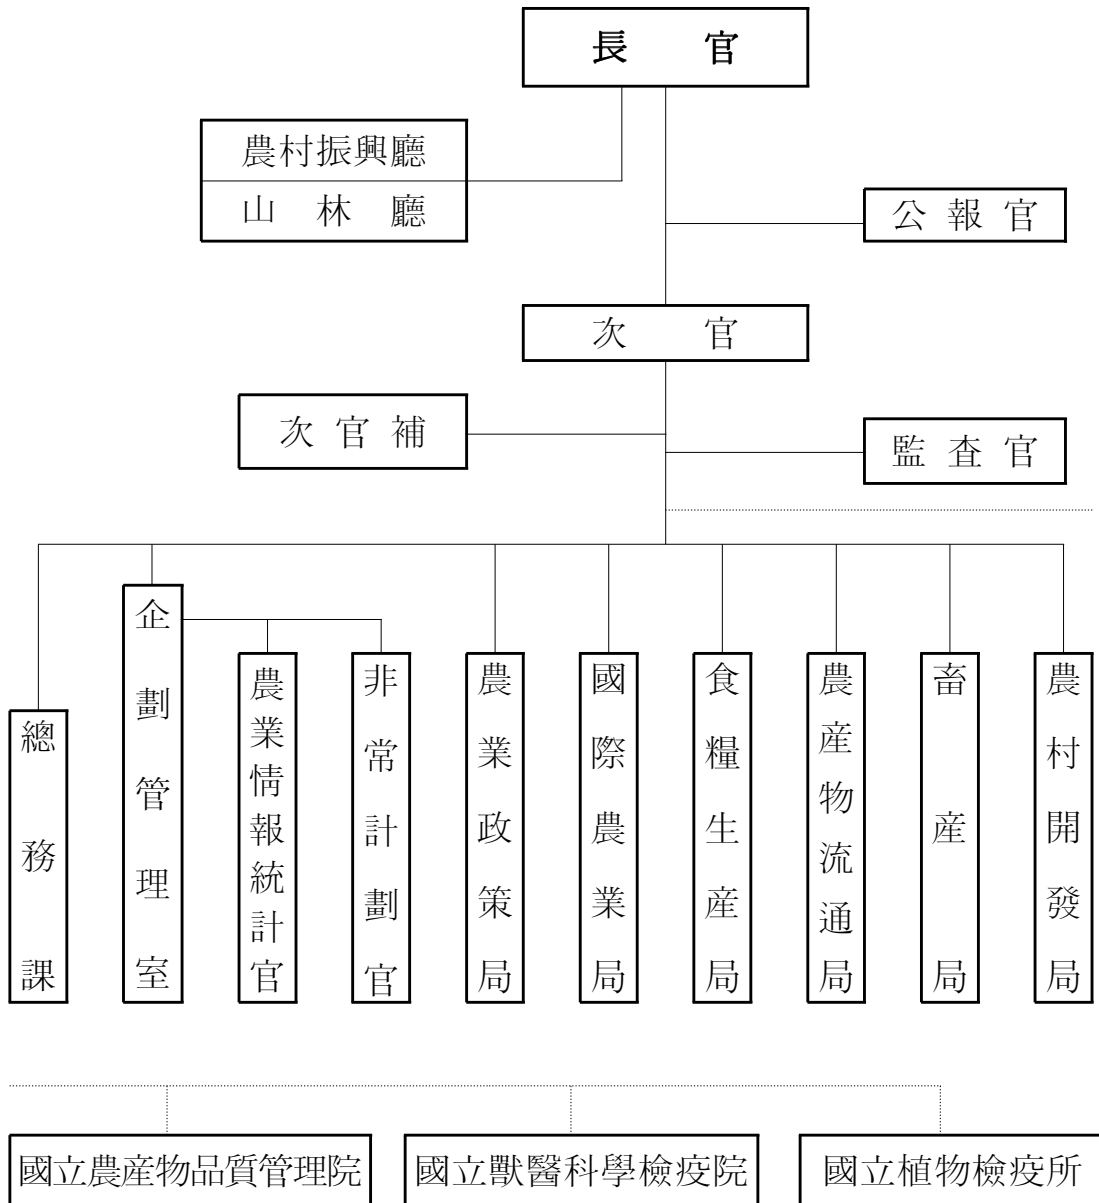 長官
農村振興廳
山林廳
公報官
次官
次官補
監査官
總務課
企劃管理室
農業情報統計官
非常計劃官
農業政策局
國際農業局
食糧生産局
農産物流通局
畜産局
農村開發局
國立農産物品質管理院
國立獸醫科學檢疫院
國立植物檢疫所